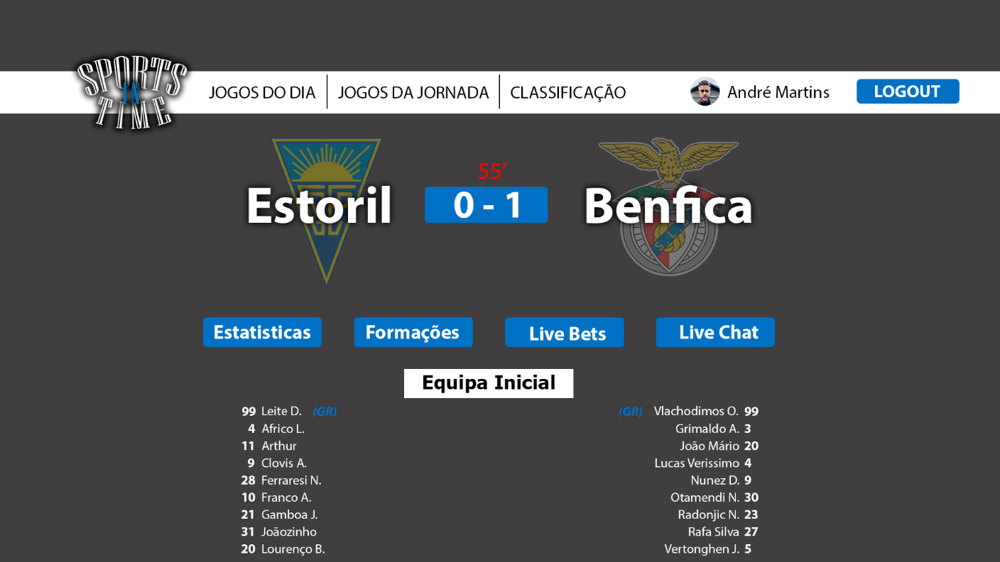 SPORTS
IN
TIME
JOGOS DO DIA
JOGOS DA JORNADA
CLASSIFICAÇÃO
André Martins
LOGOUT
55’
Estoril
0 - 1
Benfica
S. L. B
Estatisticas
Formações
Live Bets
Live Chat
Equipa Inicial
99 Leite D. (GR)
4 Africo L.
11 Arthur
9 Clovis A.
28 Ferraresi N.
10 Franco A.
21 Gamboa J.
31 Joãozinho
20 Lourenço B.
(GR) Vlachodimos O. 99
Grimaldo A. 3
João Mário 20
Lucas Verissimo 4
Nunez D. 9
Otamendi N. 30
Radonjic N. 23
Rafa Silva 27
Vertonghen J. 5